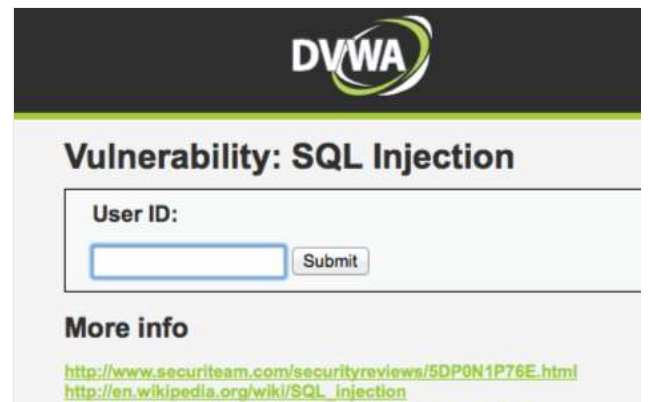 DVWA
Vulnerability: SQL Injection
User ID:
Submit
More info
http://www.securiteam.com/securityreviews/5DP0N1P76E.html
http://en.wikipedia.org/wiki/SQL_injection